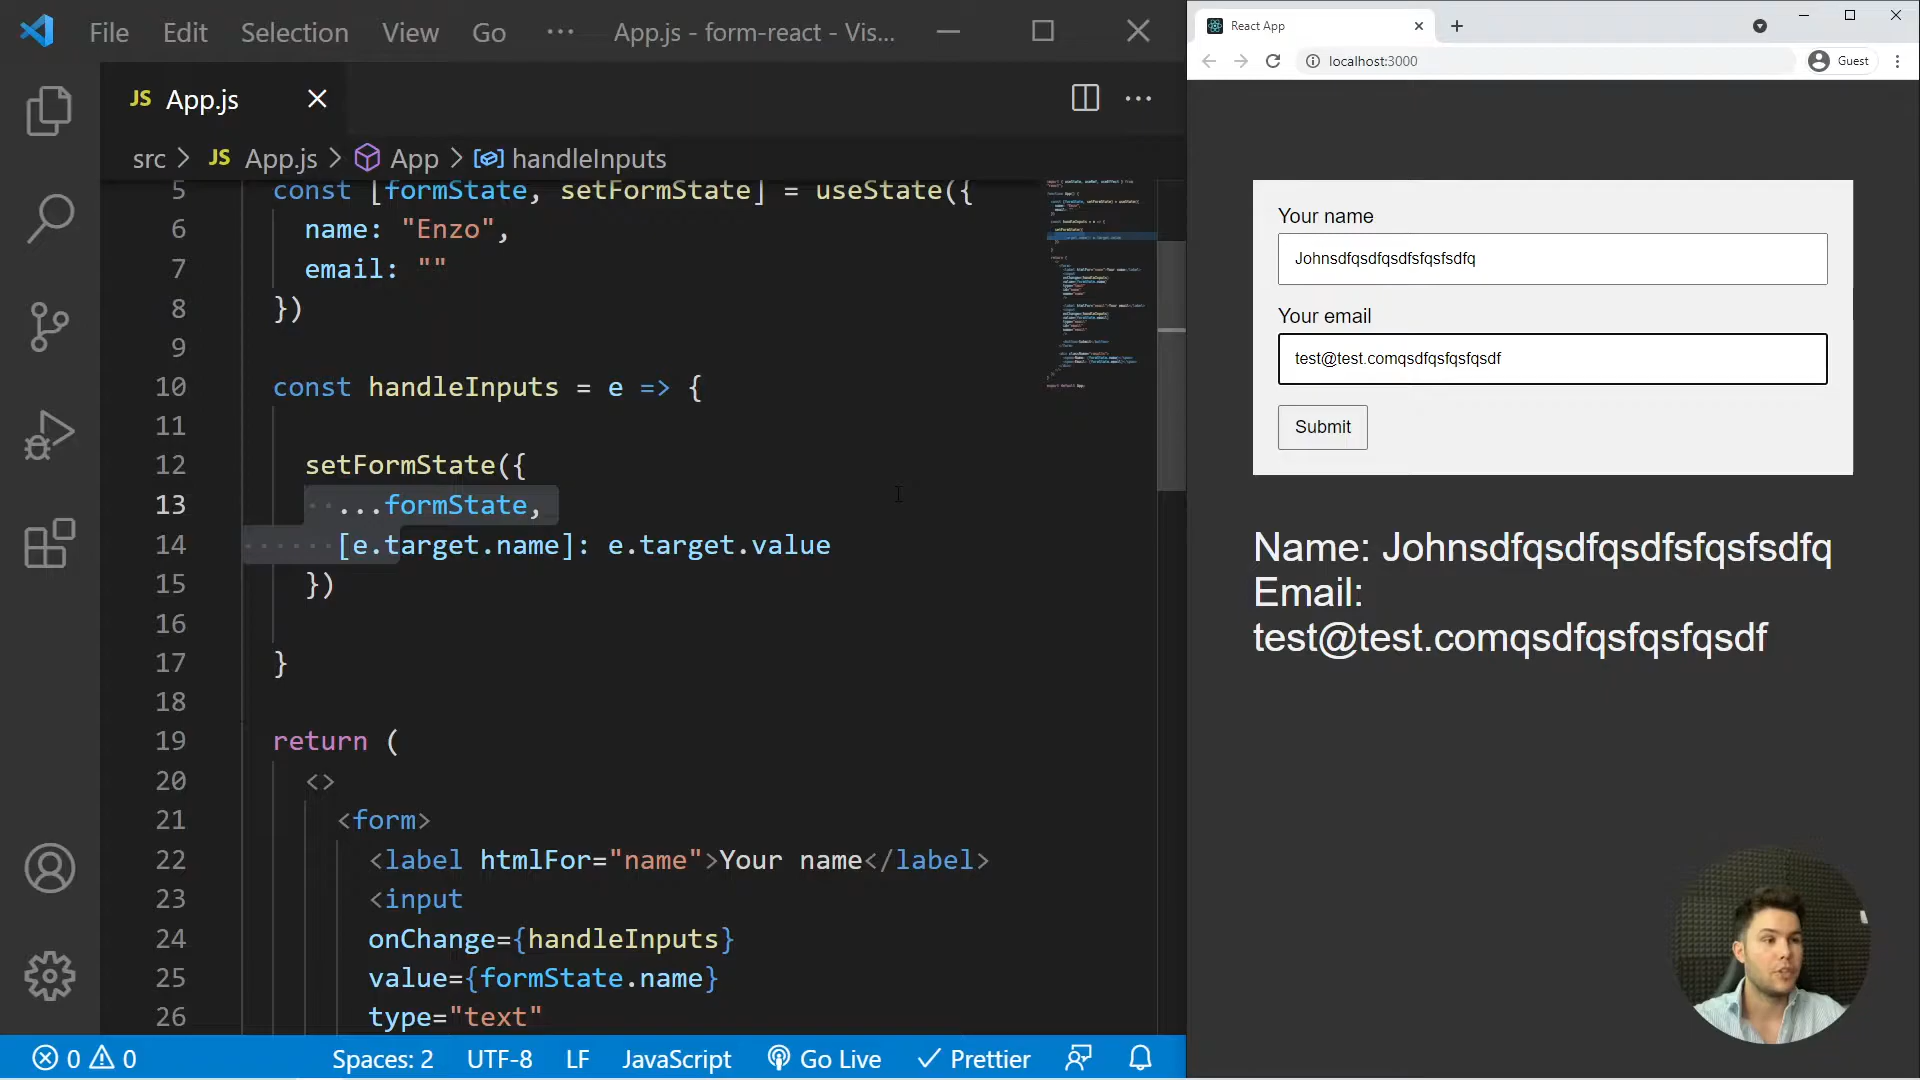 File Edit Selection View Go ··· App.js - form-react - Vis...
JS App.js
src > JS App.js > App > handleInputs
5 const [formState, setFormState] = useState({
6 name: "Enzo",
7 email: ""
8 })
9
10 const handleInputs = e => {
11
12 setFormState({
13 ...formState,
14 [e.target.name]: e.target.value
15 })
16
17 }
18
19 return (
20 <>
21 <form>
22 <label htmlFor="name">Your name</label>
23 <input
24 onChange={handleInputs}
25 value={formState.name}
26 type="text"
0 0 Spaces: 2 UTF-8 LF JavaScript Go Live Prettier
React App
localhost:3000 Guest
Your name
Johnsdfqsdfqsdfsfqsfsdfq
Your email
test@test.comqsdfqsfqsfqsdf
Submit
Name: Johnsdfqsdfqsdfsfqsfsdfq
Email:
test@test.comqsdfqsfqsfqsdf